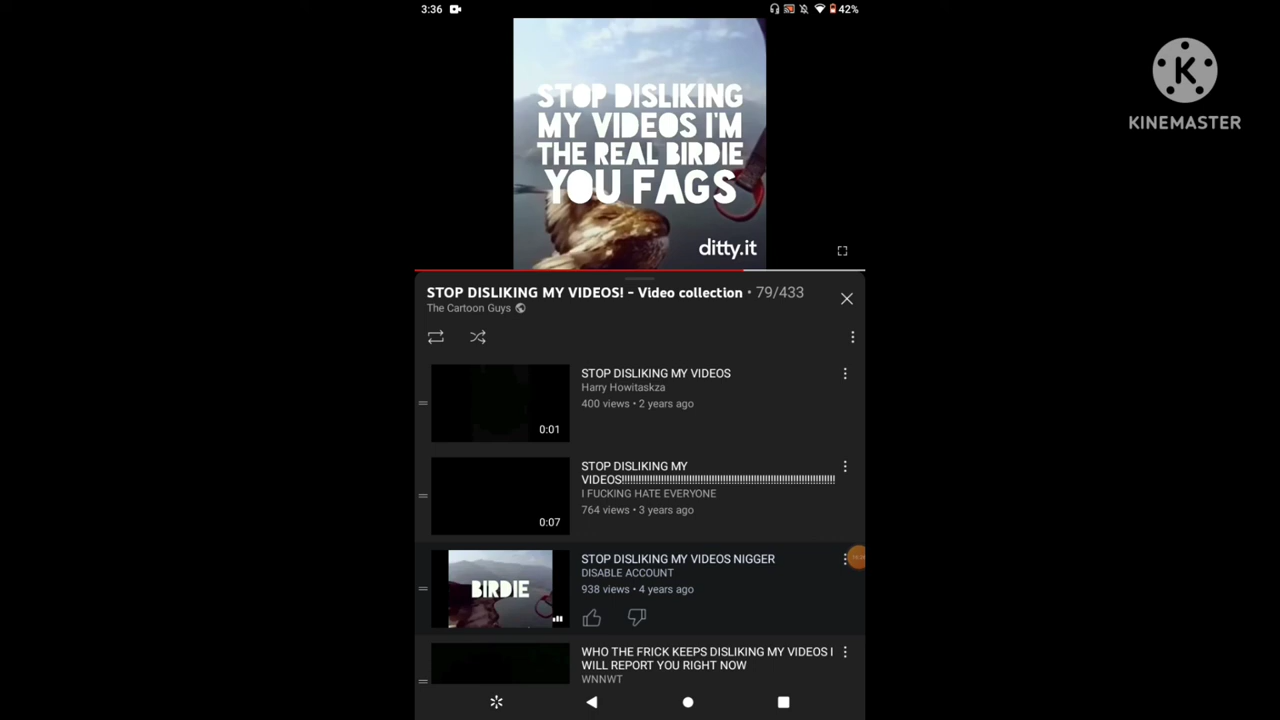 3:36
42%
STOP DISLIKING
MY VIDEOS I'M
THE REAL BIRDIE
YOU FAGS
ditty.it
KINEMASTER
STOP DISLIKING MY VIDEOS! - Video collection • 79/433
The Cartoon Guys
STOP DISLIKING MY VIDEOS
Harry Howitaskza
400 views • 2 years ago
0:01
STOP DISLIKING MY
VIDEOS!!!!!!!!!!!!!!!!!!!!!!!!!!!!!!!!!!!!!!!!!!!!!!!!!!!!!!!!!!!!!!!
I FUCKING HATE EVERYONE
764 views • 3 years ago
0:07
STOP DISLIKING MY VIDEOS NIGGER
DISABLE ACCOUNT
938 views • 4 years ago
BIRDIE
WHO THE FRICK KEEPS DISLIKING MY VIDEOS I
WILL REPORT YOU RIGHT NOW
WNNWT